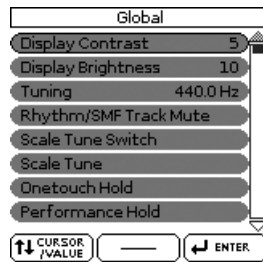 Global
Display Contrast 5
Display Brightness 10
Tuning 440.0 Hz
Rhythm/SMF Track Mute
Scale Tune Switch
Scale Tune
Onetouch Hold
Performance Hold
CURSOR
/VALUE
ENTER